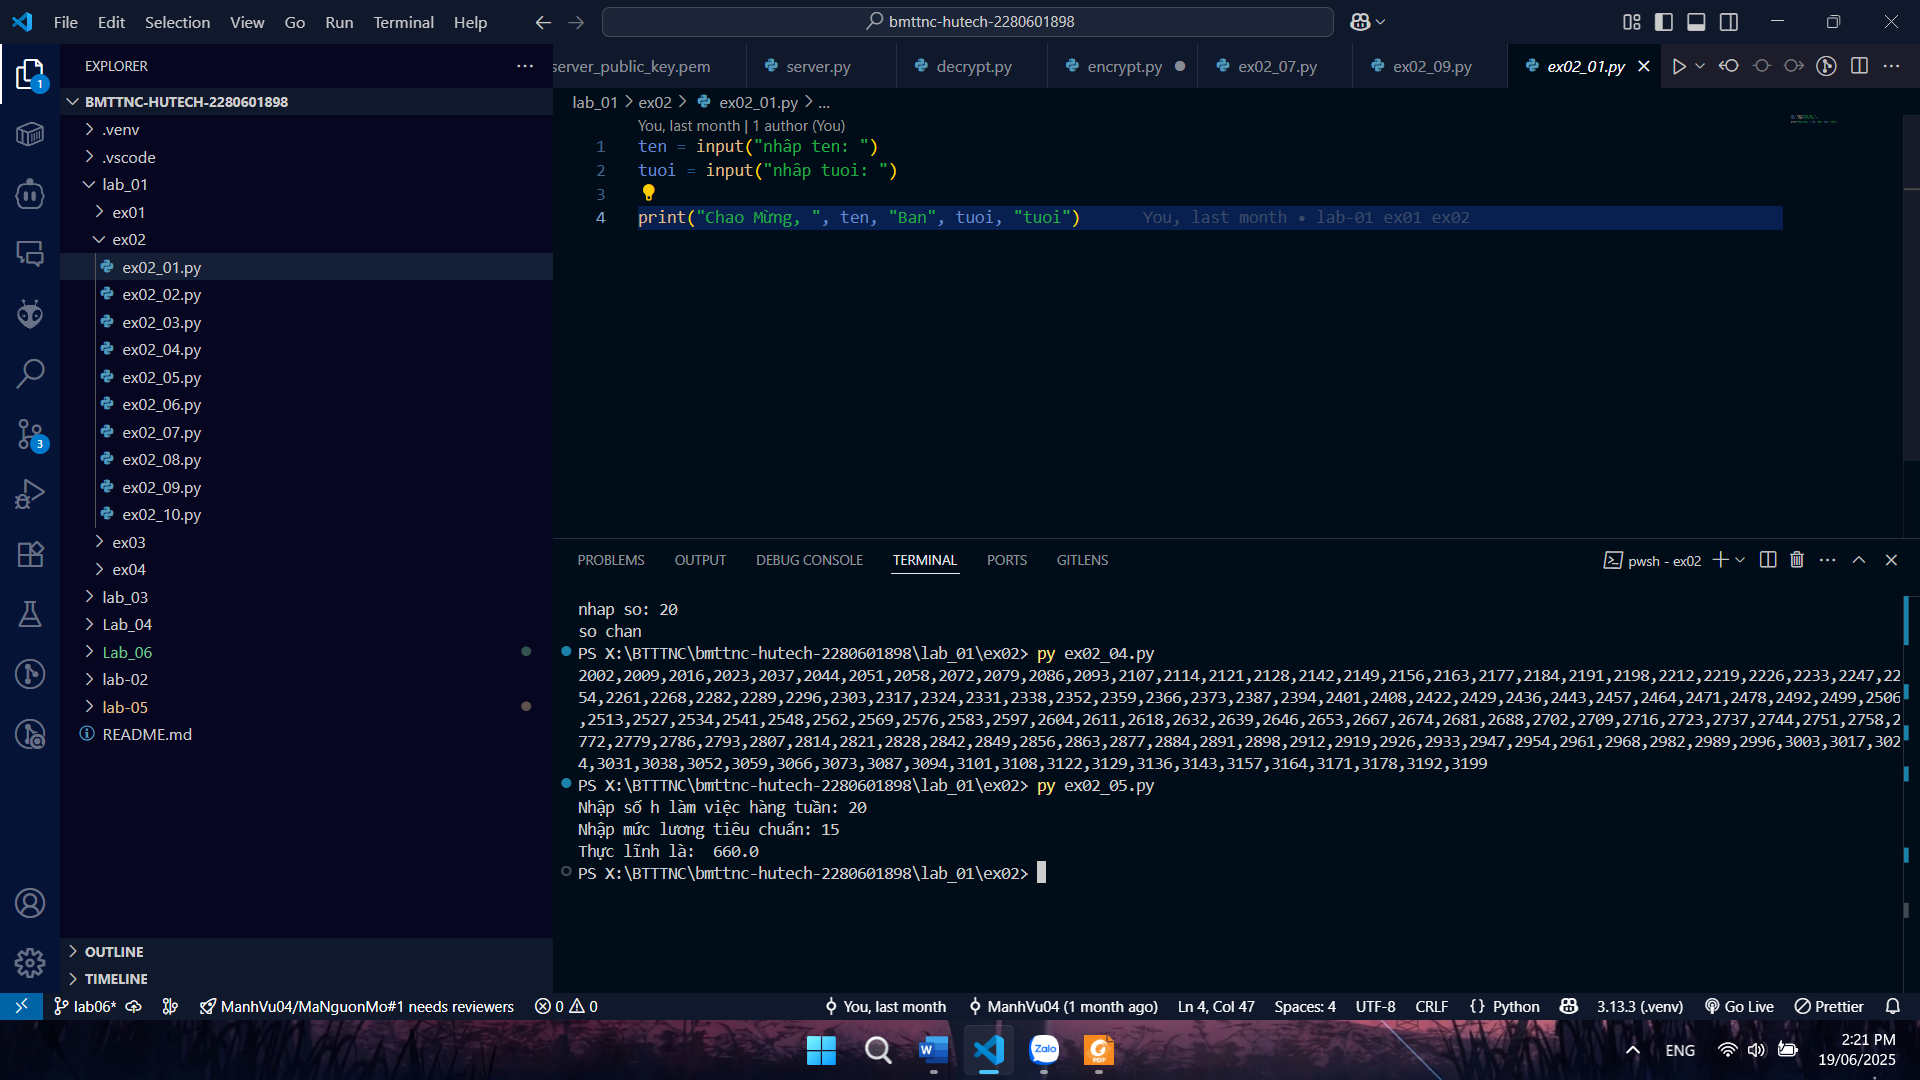 File Edit Selection View Go Run Terminal Help
bmttnc-hutech-2280601898
EXPLORER
server_public_key.pem
server.py
decrypt.py
encrypt.py
ex02_07.py
ex02_09.py
ex02_01.py
BMTTNC-HUTECH-2280601898
.venv
.vscode
lab_01
ex01
ex02
ex02_01.py
ex02_02.py
ex02_03.py
ex02_04.py
ex02_05.py
ex02_06.py
ex02_07.py
ex02_08.py
ex02_09.py
ex02_10.py
ex03
ex04
lab_03
Lab_04
Lab_06
lab-02
lab-05
README.md
OUTLINE
TIMELINE
lab_01 > ex02 > ex02_01.py > ...
You, last month | 1 author (You)
1 ten = input("nhâp ten: ")
2 tuoi = input("nhâp tuoi: ")
3
4 print("Chao Mừng, ", ten, "Ban", tuoi, "tuoi") You, last month • lab-01 ex01 ex02
PROBLEMS OUTPUT DEBUG CONSOLE TERMINAL PORTS GITLENS
pwsh - ex02
nhap so: 20
so chan
PS X:\BTTTNC\bmttnc-hutech-2280601898\lab_01\ex02> py ex02_04.py
2002,2009,2016,2023,2037,2044,2051,2058,2072,2079,2086,2093,2107,2114,2121,2128,2142,2149,2156,2163,2177,2184,2191,2198,2212,2219,2226,2233,2247,22
54,2261,2268,2282,2289,2296,2303,2317,2324,2331,2338,2352,2359,2366,2373,2387,2394,2401,2408,2422,2429,2436,2443,2457,2464,2471,2478,2492,2499,2506
,2513,2527,2534,2541,2548,2562,2569,2576,2583,2597,2604,2611,2618,2632,2639,2646,2653,2667,2674,2681,2688,2702,2709,2716,2723,2737,2744,2751,2758,2
772,2779,2786,2793,2807,2814,2821,2828,2842,2849,2856,2863,2877,2884,2891,2898,2912,2919,2926,2933,2947,2954,2961,2968,2982,2989,2996,3003,3017,302
4,3031,3038,3052,3059,3066,3073,3087,3094,3101,3108,3122,3129,3136,3143,3157,3164,3171,3178,3192,3199
PS X:\BTTTNC\bmttnc-hutech-2280601898\lab_01\ex02> py ex02_05.py
Nhập số h làm việc hàng tuần: 20
Nhập mức lương tiêu chuẩn: 15
Thực lĩnh là:  660.0
PS X:\BTTTNC\bmttnc-hutech-2280601898\lab_01\ex02>
lab06* ManhVu04/MaNguonMo#1 needs reviewers 0 0 You, last month ManhVu04 (1 month ago) Ln 4, Col 47 Spaces: 4 UTF-8 CRLF {} Python 3.13.3 (.venv) Go Live Prettier
Zalo
ENG
2:21 PM
19/06/2025